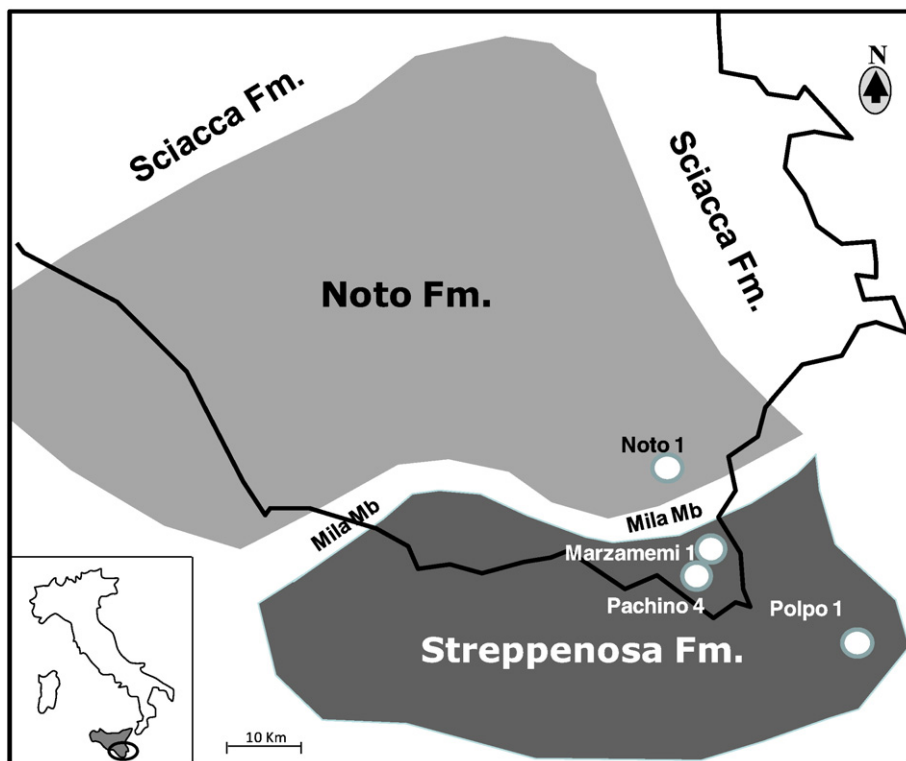 N
Sciacca Fm.
Sciacca Fm.
Noto Fm.
Noto 1
Mila Mb
Mila Mb
Marzamemi 1
Pachino 4
Polpo 1
Streppenosa Fm.
10 Km